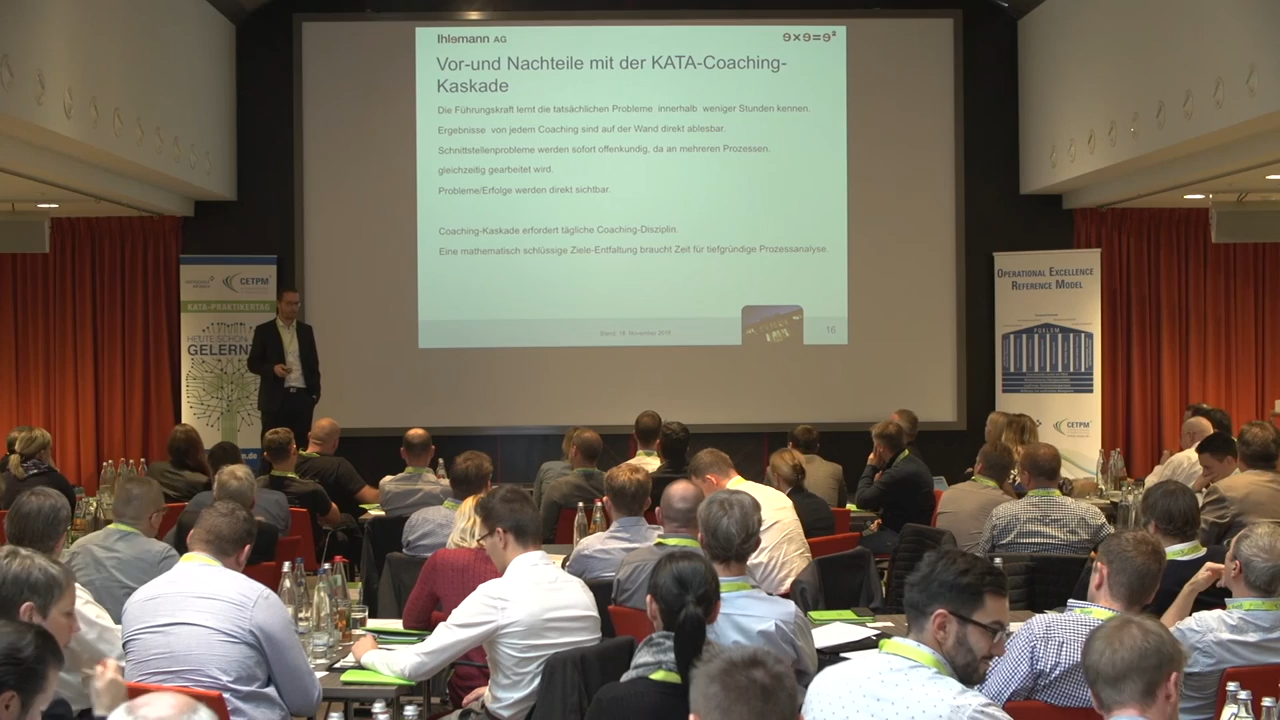 Ihlemann AG
Vor-und Nachteile mit der KATA-Coaching-
Kaskade
Die Führungskraft lernt die tatsächlichen Probleme innerhalb weniger Stunden kennen.
Ergebnisse von jedem Coaching sind auf der Wand direkt ablesbar.
Schnittstellenprobleme werden sofort offenkundig, da an mehreren Prozessen.
gleichzeitig gearbeitet wird.
Probleme/Erfolge werden direkt sichtbar.
Coaching-Kaskade erfordert tägliche Coaching-Disziplin.
Eine mathematisch schlüssige Ziele-Entfaltung braucht Zeit für tiefgründige Prozessanalyse.
16
CETPM
KATA-PRAKTIKERTAG
HEUTE SCHON
GELERNT
OPERATIONAL EXCELLENCE
REFERENCE MODEL
CETPM